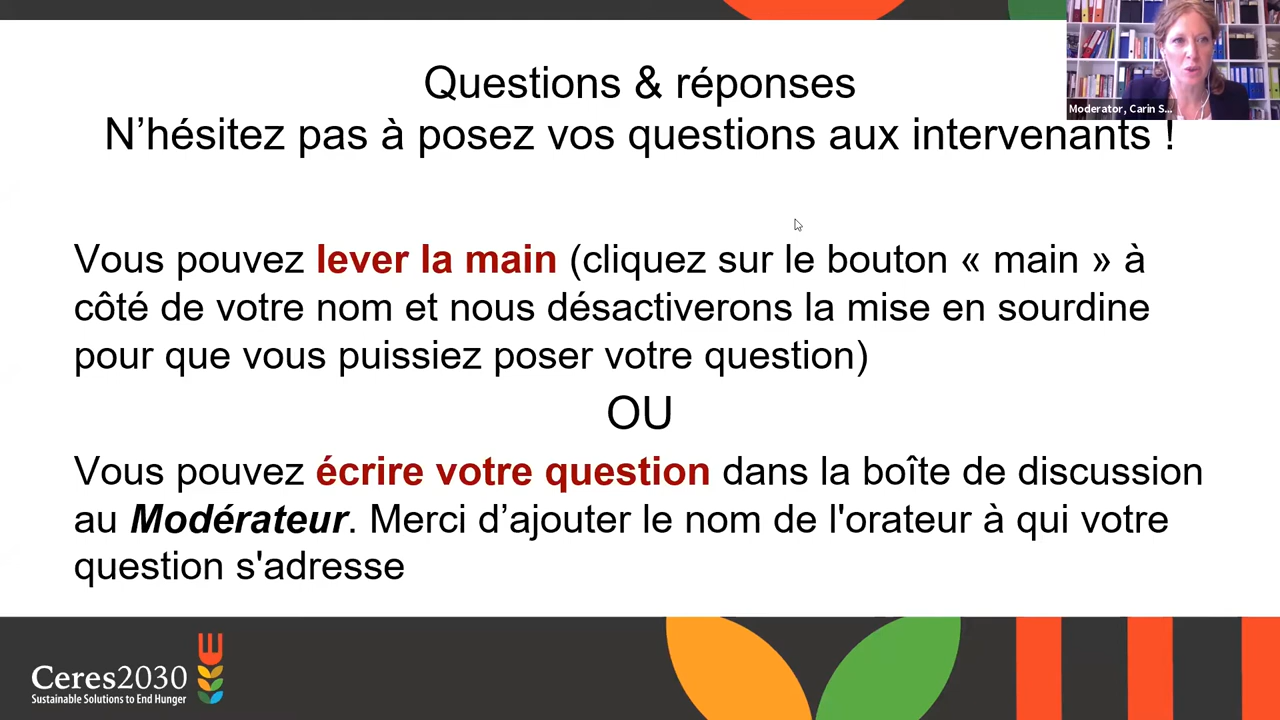 Questions & réponses
N’hésitez pas à posez vos questions aux intervenants !
Moderator, Carin S...
Vous pouvez lever la main (cliquez sur le bouton « main » à
côté de votre nom et nous désactiverons la mise en sourdine
pour que vous puissiez poser votre question)
OU
Vous pouvez écrire votre question dans la boîte de discussion
au Modérateur. Merci d’ajouter le nom de l'orateur à qui votre
question s'adresse
Ceres2030
Sustainable Solutions to End Hunger